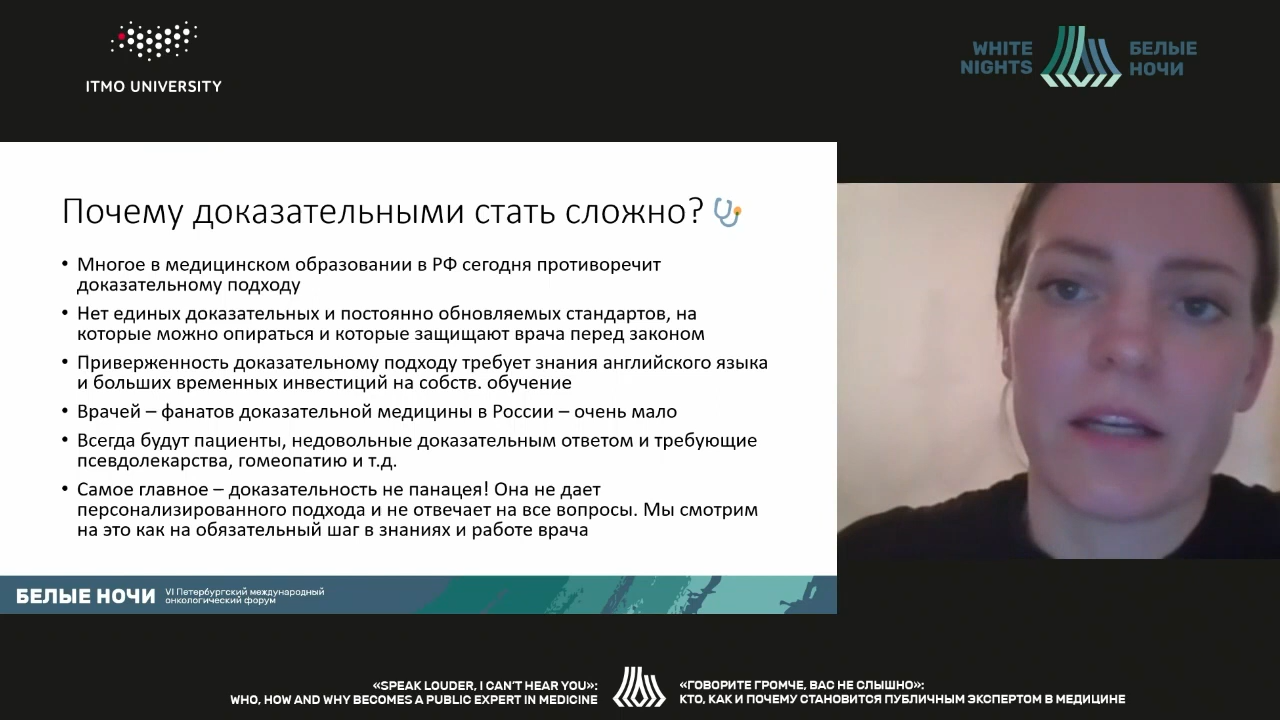 ITMO UNIVERSITY
WHITE
NIGHTS
БЕЛЫЕ
НОЧИ
Почему доказательными стать сложно?
• Многое в медицинском образовании в РФ сегодня противоречит
доказательному подходу
• Нет единых доказательных и постоянно обновляемых стандартов, на
которые можно опираться и которые защищают врача перед законом
• Приверженность доказательному подходу требует знания английского языка
и больших временных инвестиций на собств. обучение
• Врачей – фанатов доказательной медицины в России – очень мало
• Всегда будут пациенты, недовольные доказательным ответом и требующие
псевдолекарства, гомеопатию и т.д.
• Самое главное – доказательность не панацея! Она не дает
персонализированного подхода и не отвечает на все вопросы. Мы смотрим
на это как на обязательный шаг в знаниях и работе врача
БЕЛЫЕ НОЧИ
VI Петербургский международный
онкологический форум
«SPEAK LOUDER, I CAN'T HEAR YOU»:
WHO, HOW AND WHY BECOMES A PUBLIC EXPERT IN MEDICINE
«ГОВОРИТЕ ГРОМЧЕ, ВАС НЕ СЛЫШНО»:
КТО, КАК И ПОЧЕМУ СТАНОВИТСЯ ПУБЛИЧНЫМ ЭКСПЕРТОМ В МЕДИЦИНЕ